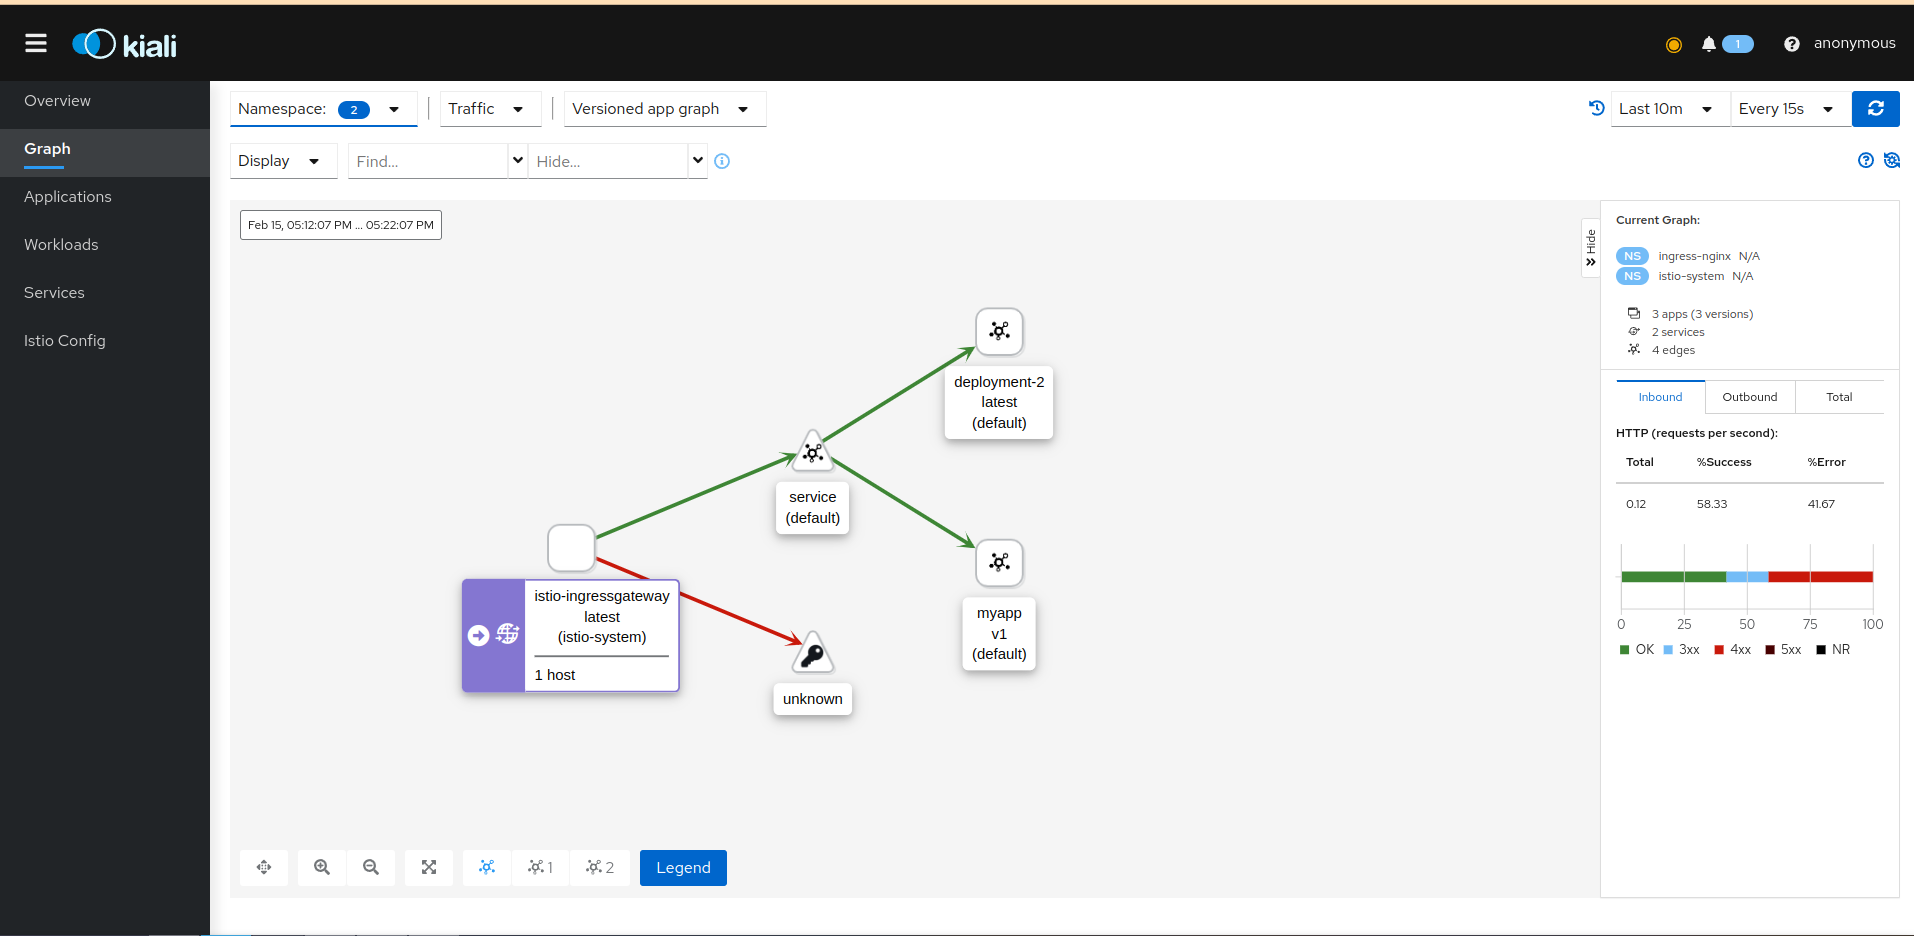 kiali
1
anonymous
Overview
Graph
Applications
Workloads
Services
Istio Config
Namespace: 2
Traffic
Versioned app graph
Last 10m
Every 15s
Display
Find...
Hide...
Feb 15, 05:12:07 PM ... 05:22:07 PM
Hide
deployment-2
latest
(default)
service
(default)
istio-ingressgateway
latest
(istio-system)
1 host
myapp
v1
(default)
unknown
1
2
Legend
Current Graph:
NS ingress-nginx N/A
NS istio-system N/A
3 apps (3 versions)
2 services
4 edges
Inbound Outbound Total
HTTP (requests per second):
Total %Success %Error
0.12 58.33 41.67
0 25 50 75 100
OK 3xx 4xx 5xx NR